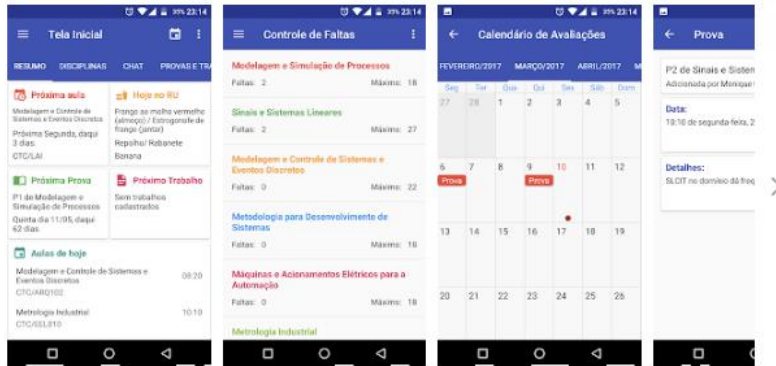 35% 23:14
Tela Inicial
RESUMO DISCIPLINAS CHAT PROVAS E TRA
Próxima aula
Modelagem e Controle de
Sistemas a Eventos Discretos
Próxima Segunda, daqui
3 dias.
CTC/LAI
Hoje no RU
Frango ao molho vermelho
(almoço) / Estrogonofe de
frango (jantar)
Repolho/ Rabanete
Banana
Próxima Prova
P1 de Modelagem e
Simulação de Processos
Quinta dia 11/05, daqui
62 dias.
Próximo Trabalho
Sem trabalhos
cadastrados
Aulas de hoje
Modelagem e Controle de Sistemas e
Eventos Discretos
08:20
CTC/ARQ102
Metrologia Industrial
10:10
35% 23:14
Controle de Faltas
Modelagem e Simulação de Processos
Faltas: 2 Máximo:
Sinais e Sistemas Lineares
Faltas: 2 Máximo: 27
Modelagem e Controle de Sistemas e
Eventos Discretos
Faltas: 0 Máximo: 22
Metodologia para Desenvolvimento de
Sistemas
Faltas: 0 Máximo: 18
Máquinas e Acionamentos Elétricos para a
Automação
Faltas: 0 Máximo: 18
Metrologia Industrial
35% 23:14
Calendário de Avaliações
FEVEREIRO/2017 MARÇO/2017 ABRIL/2017 M
Seg Ter Qua Qui Sex Sáb Dom
27 28 1 2 3 4 5
6 7 8 9 10 11 12
Prova Prova
13 14 15 16 17 18 19
20 21 22 23 24 25 26
Prova
P2 de Sinais e Sistem
Adicionada por Monique
Data:
18:10 de segunda-feira, 2
Detalhes:
SLCIT no domínio da freq